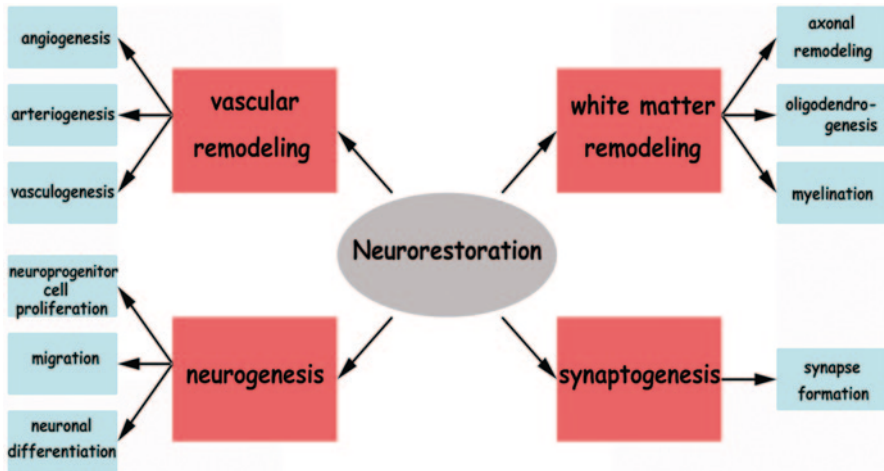 angiogenesis
arteriogenesis
vasculogenesis
vascular
remodeling
white matter
remodeling
axonal
remodeling
oligodendro-
genesis
myelination
Neurorestoration
neuroprogenitor
cell
proliferation
migration
neuronal
differentiation
neurogenesis
synaptogenesis
synapse
formation